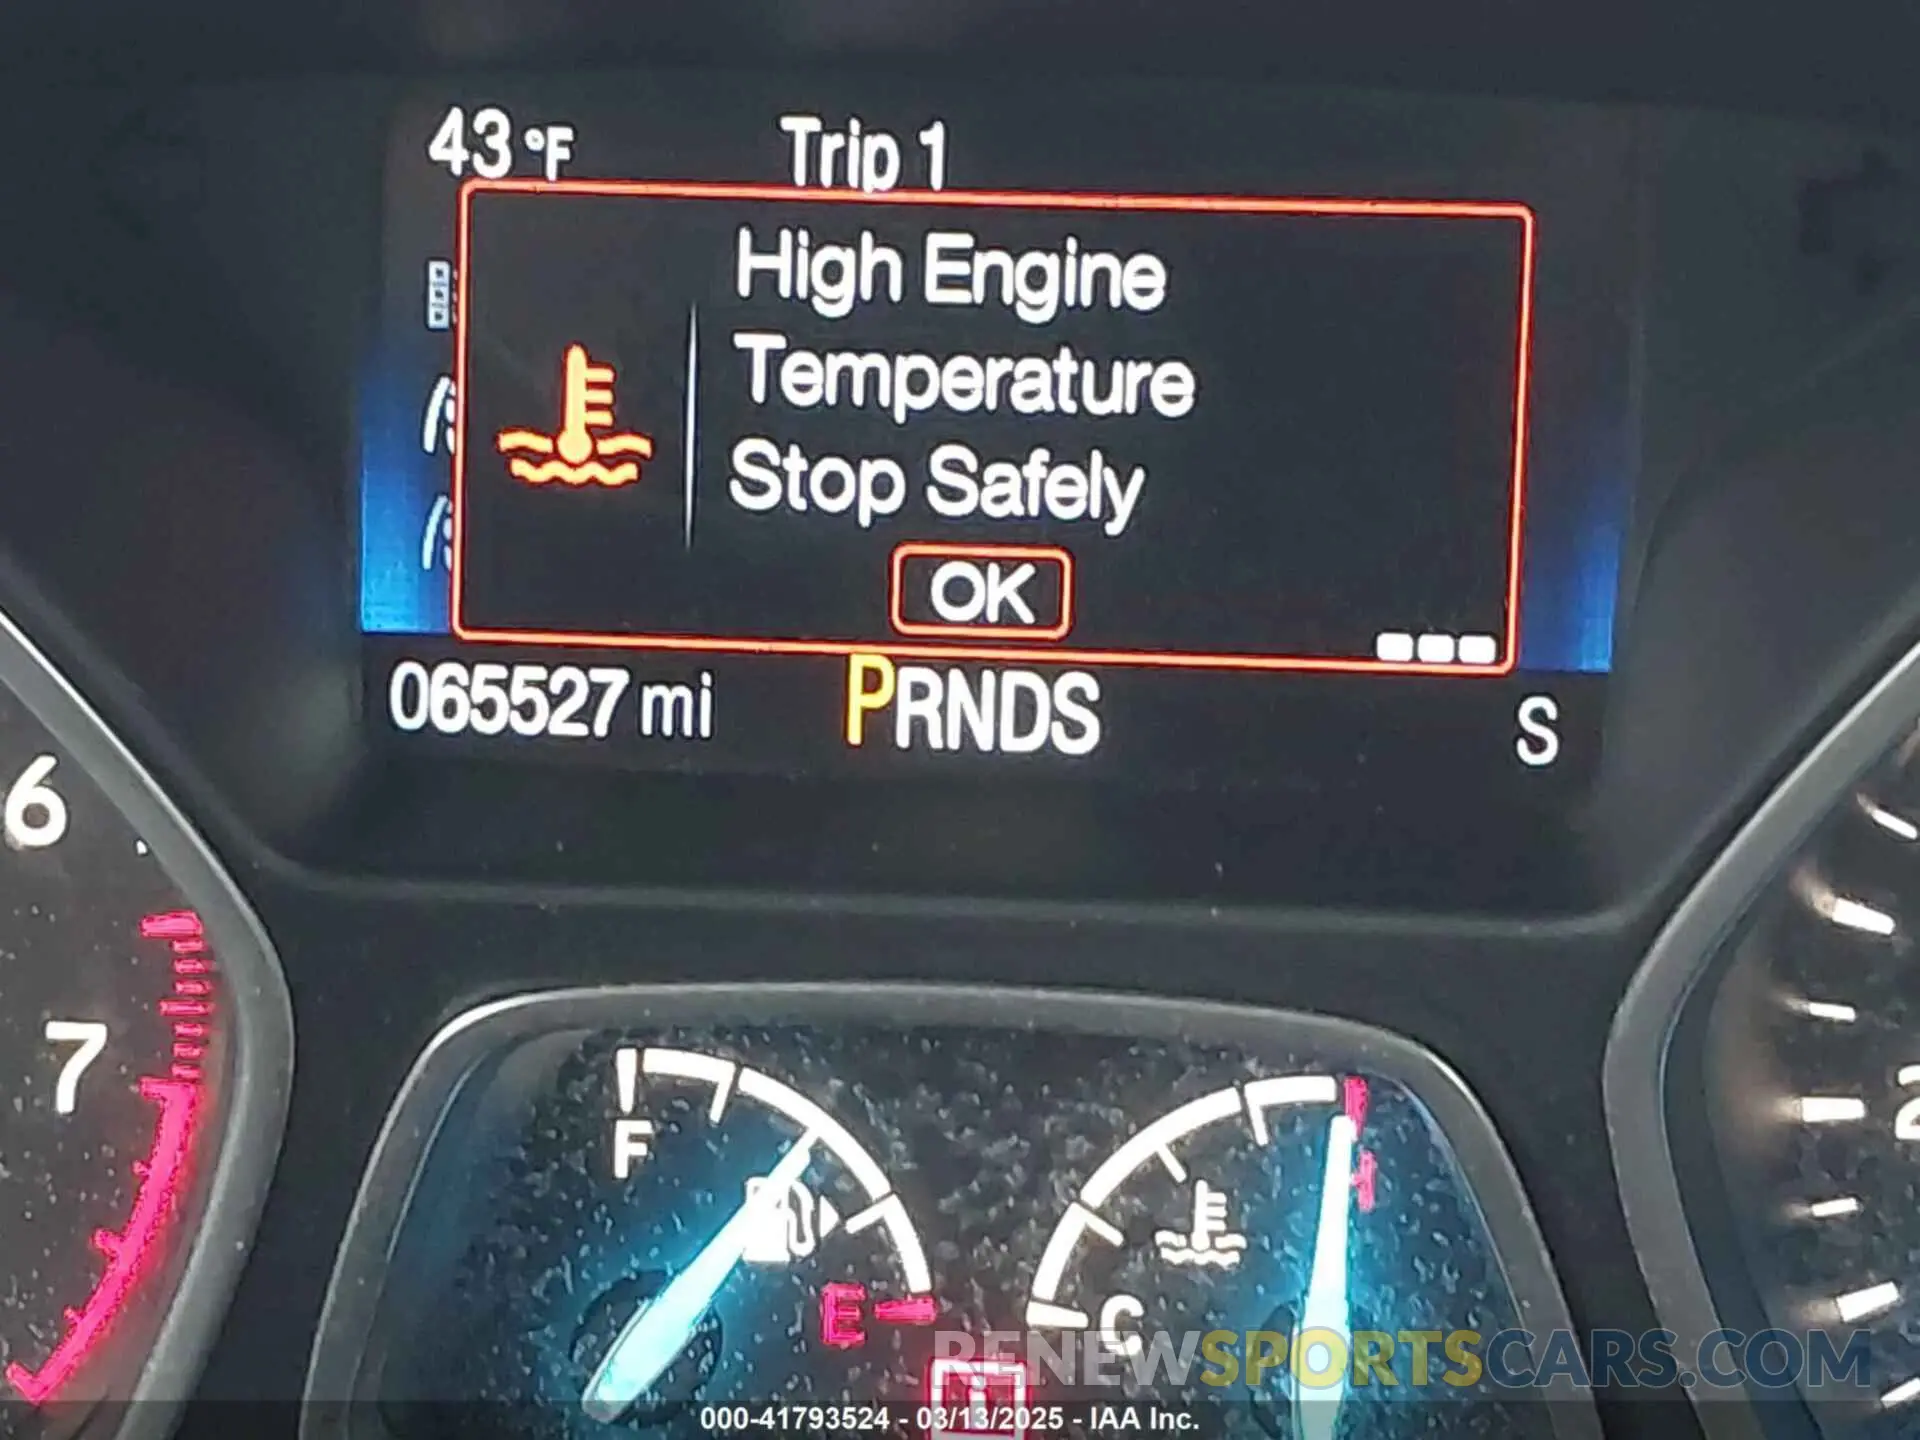 43 °F Trip 1
High Engine
Temperature
Stop Safely
OK
065527 mi PRNDS S
6
7
2
F
E
C
H
RENEWSPORTSCARS.COM
000-41793524 - 03/13/2025 - IAA Inc.